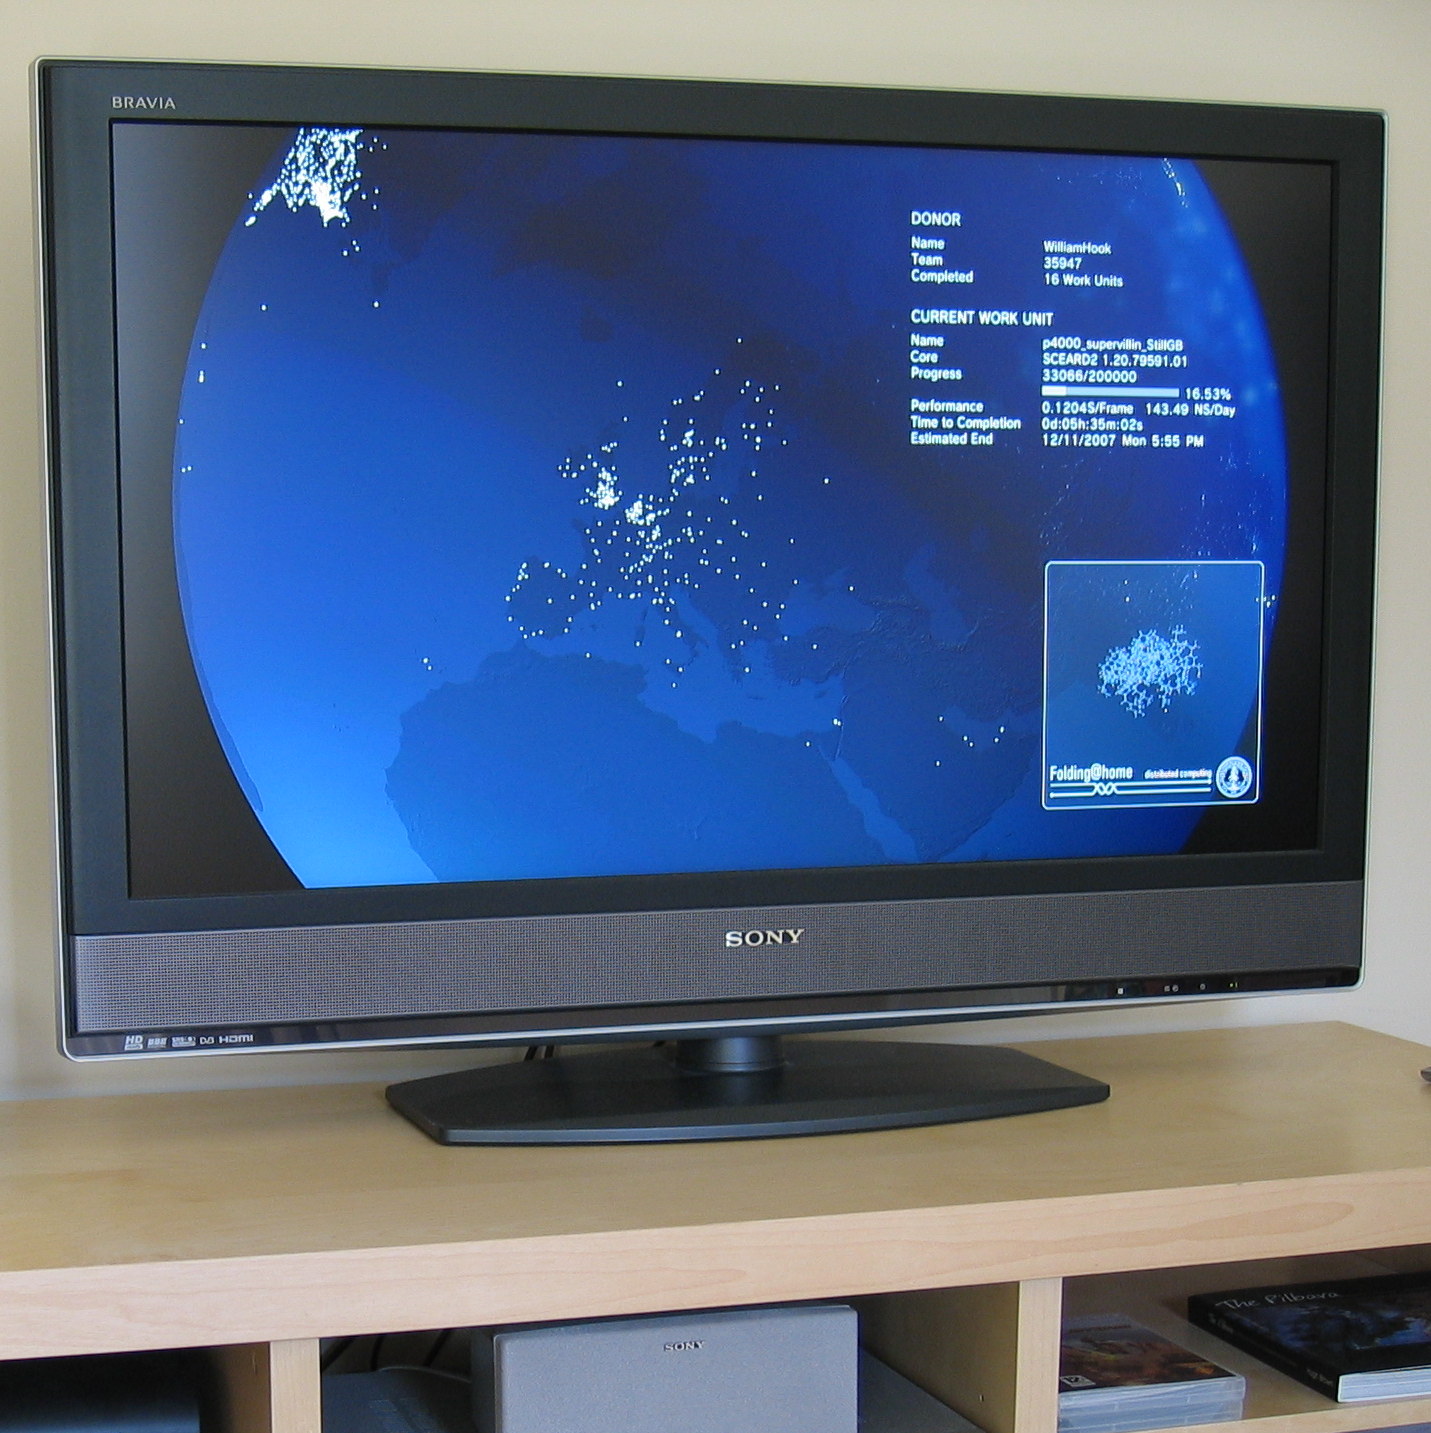 BRAVIA
DONOR
Name WilliamHook
Team 35947
Completed 16 Work Units
CURRENT WORK UNIT
Name p4000_supervillin_StillGB
Core SCEARD2 1.20.79591.01
Progress 33066/200000
16.53%
Performance 0.1204S/Frame 143.49 NS/Day
Time to Completion 0d:05h:35m:02s
Estimated End 12/11/2007 Mon 5:55 PM
Folding@home distributed computing
SONY
HD HDMI
SONY
The Pilbara